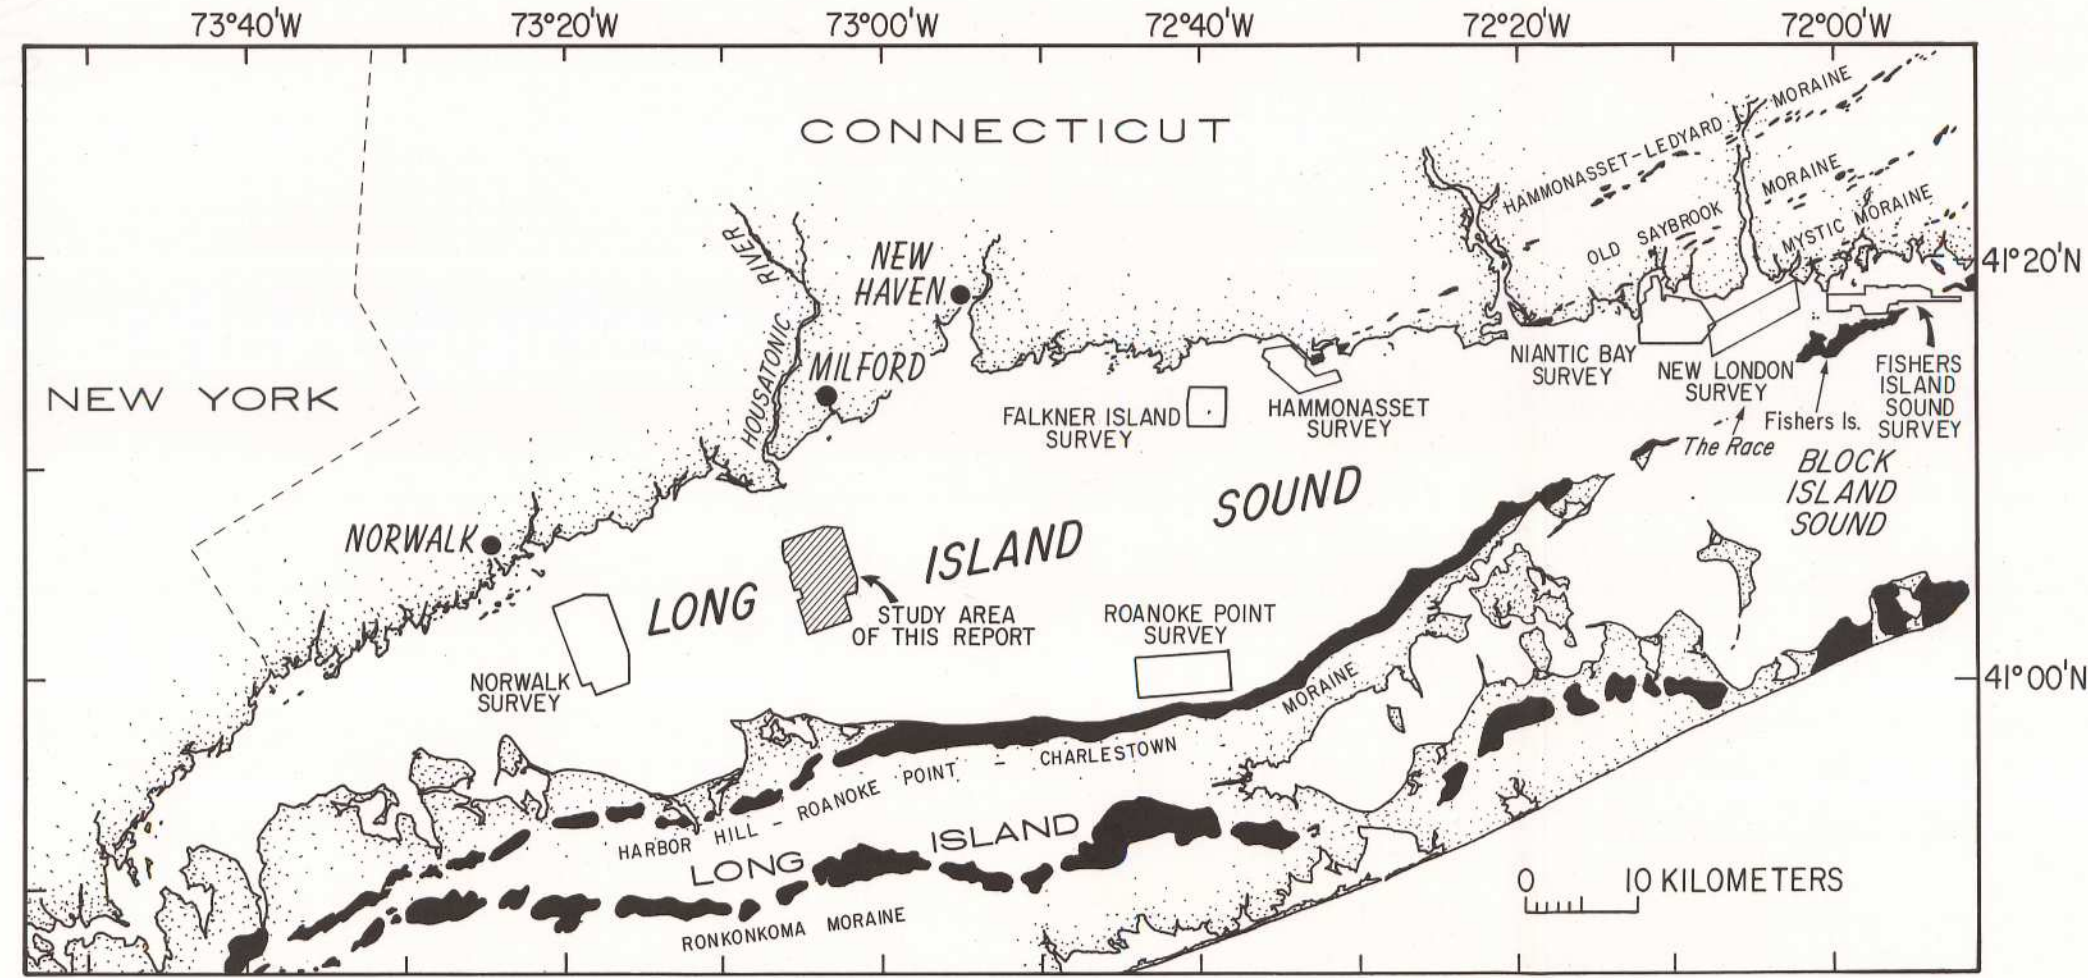 73°40'W 73°20'W 73°00'W 72°40'W 72°20'W 72°00'W
CONNECTICUT
NEW YORK
HOUSATONIC RIVER
NEW
HAVEN
MILFORD
NORWALK
HAMMONASSET-LEDYARD MORAINE
OLD SAYBROOK MORAINE
MYSTIC MORAINE
41°20'N
NIANTIC BAY
SURVEY
NEW LONDON
SURVEY
FISHERS
ISLAND
SOUND
SURVEY
Fishers Is.
The Race
FALKNER ISLAND
SURVEY
HAMMONASSET
SURVEY
BLOCK
ISLAND
SOUND
LONG ISLAND SOUND
STUDY AREA
OF THIS REPORT
ROANOKE POINT
SURVEY
NORWALK
SURVEY
41°00'N
HARBOR HILL - ROANOKE POINT - CHARLESTOWN MORAINE
LONG ISLAND
RONKONKOMA MORAINE
0 10 KILOMETERS